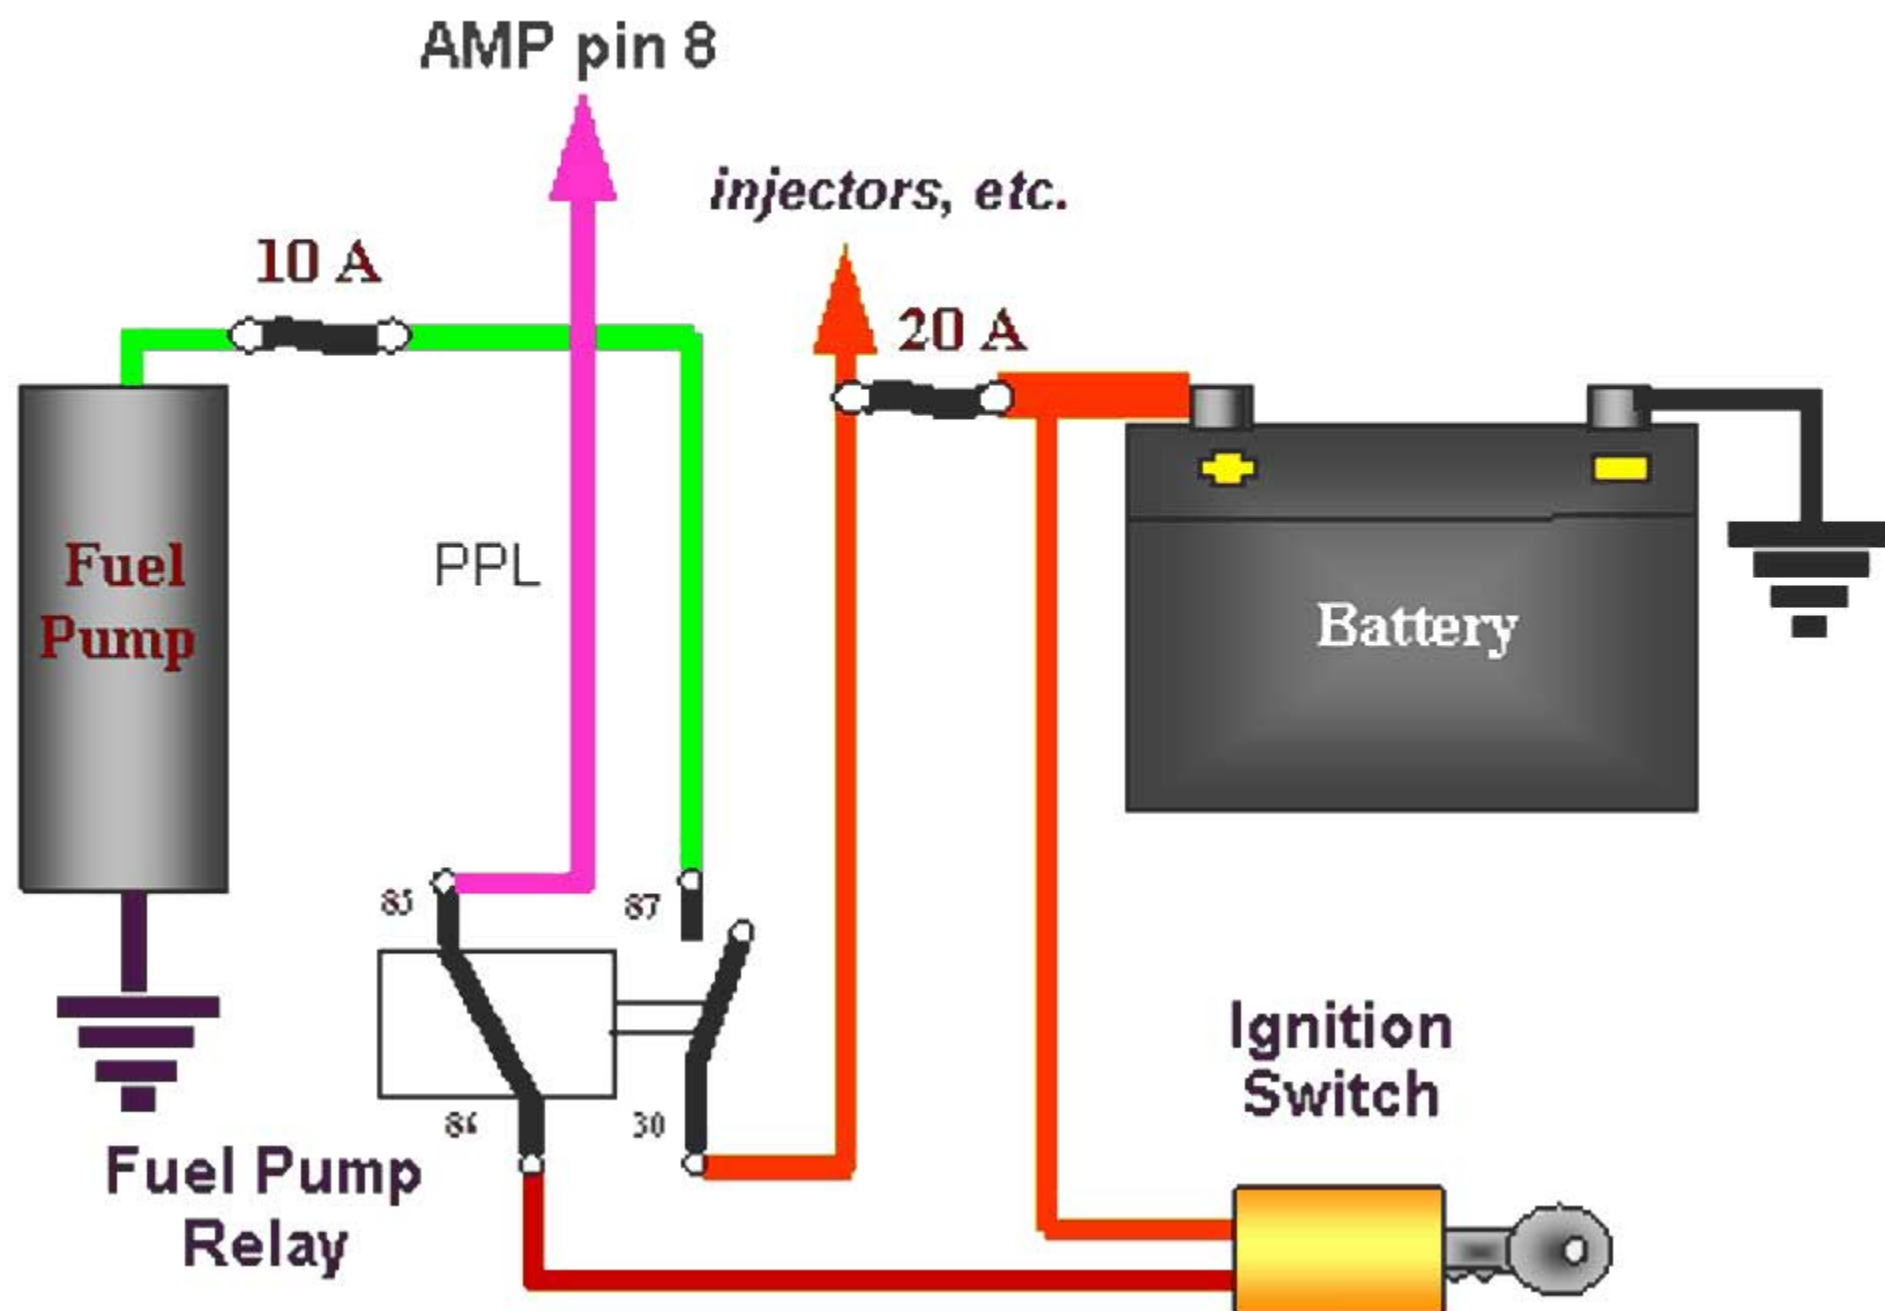 AMP pin 8
injectors, etc.
10 A
20 A
Fuel
Pump
PPL
Battery
85
87
86
30
Ignition
Switch
Fuel Pump
Relay